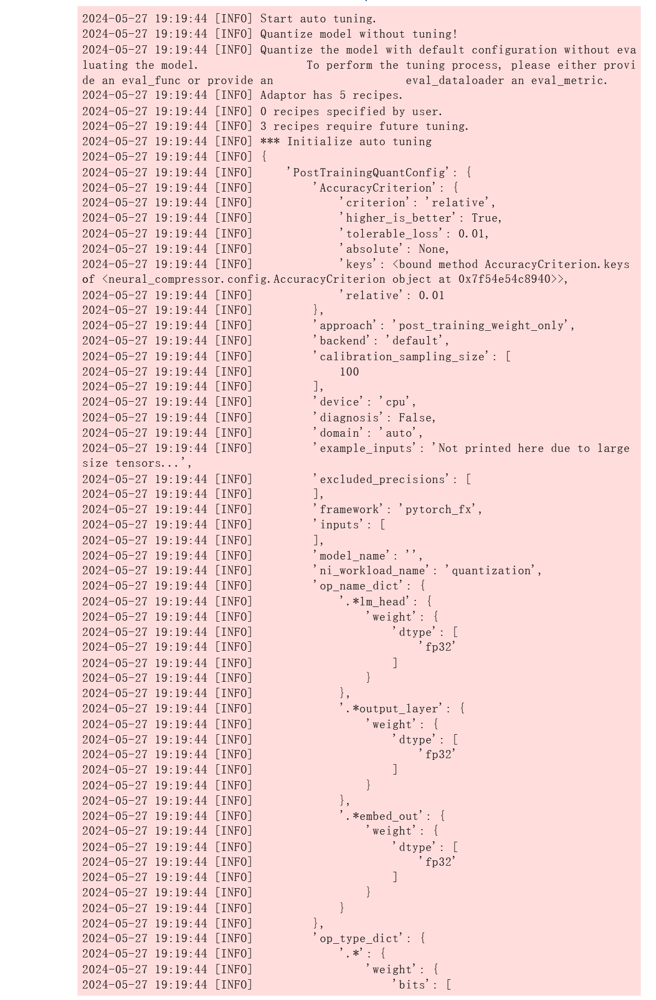 2024-05-27 19:19:44 [INFO] Start auto tuning.
2024-05-27 19:19:44 [INFO] Quantize model without tuning!
2024-05-27 19:19:44 [INFO] Quantize the model with default configuration without eva
luating the model.                To perform the tuning process, please either provi
de an eval_func or provide an                    eval_dataloader an eval_metric.
2024-05-27 19:19:44 [INFO] Adaptor has 5 recipes.
2024-05-27 19:19:44 [INFO] 0 recipes specified by user.
2024-05-27 19:19:44 [INFO] 3 recipes require future tuning.
2024-05-27 19:19:44 [INFO] *** Initialize auto tuning
2024-05-27 19:19:44 [INFO] {
2024-05-27 19:19:44 [INFO]     'PostTrainingQuantConfig': {
2024-05-27 19:19:44 [INFO]         'AccuracyCriterion': {
2024-05-27 19:19:44 [INFO]             'criterion': 'relative',
2024-05-27 19:19:44 [INFO]             'higher_is_better': True,
2024-05-27 19:19:44 [INFO]             'tolerable_loss': 0.01,
2024-05-27 19:19:44 [INFO]             'absolute': None,
2024-05-27 19:19:44 [INFO]             'keys': <bound method AccuracyCriterion.keys
of <neural_compressor.config.AccuracyCriterion object at 0x7f54e54c8940>>,
2024-05-27 19:19:44 [INFO]             'relative': 0.01
2024-05-27 19:19:44 [INFO]         },
2024-05-27 19:19:44 [INFO]         'approach': 'post_training_weight_only',
2024-05-27 19:19:44 [INFO]         'backend': 'default',
2024-05-27 19:19:44 [INFO]         'calibration_sampling_size': [
2024-05-27 19:19:44 [INFO]             100
2024-05-27 19:19:44 [INFO]         ],
2024-05-27 19:19:44 [INFO]         'device': 'cpu',
2024-05-27 19:19:44 [INFO]         'diagnosis': False,
2024-05-27 19:19:44 [INFO]         'domain': 'auto',
2024-05-27 19:19:44 [INFO]         'example_inputs': 'Not printed here due to large
size tensors...',
2024-05-27 19:19:44 [INFO]         'excluded_precisions': [
2024-05-27 19:19:44 [INFO]         ],
2024-05-27 19:19:44 [INFO]         'framework': 'pytorch_fx',
2024-05-27 19:19:44 [INFO]         'inputs': [
2024-05-27 19:19:44 [INFO]         ],
2024-05-27 19:19:44 [INFO]         'model_name': '',
2024-05-27 19:19:44 [INFO]         'ni_workload_name': 'quantization',
2024-05-27 19:19:44 [INFO]         'op_name_dict': {
2024-05-27 19:19:44 [INFO]             '.*lm_head': {
2024-05-27 19:19:44 [INFO]                 'weight': {
2024-05-27 19:19:44 [INFO]                     'dtype': [
2024-05-27 19:19:44 [INFO]                         'fp32'
2024-05-27 19:19:44 [INFO]                     ]
2024-05-27 19:19:44 [INFO]                 }
2024-05-27 19:19:44 [INFO]             },
2024-05-27 19:19:44 [INFO]             '.*output_layer': {
2024-05-27 19:19:44 [INFO]                 'weight': {
2024-05-27 19:19:44 [INFO]                     'dtype': [
2024-05-27 19:19:44 [INFO]                         'fp32'
2024-05-27 19:19:44 [INFO]                     ]
2024-05-27 19:19:44 [INFO]                 }
2024-05-27 19:19:44 [INFO]             },
2024-05-27 19:19:44 [INFO]             '.*embed_out': {
2024-05-27 19:19:44 [INFO]                 'weight': {
2024-05-27 19:19:44 [INFO]                     'dtype': [
2024-05-27 19:19:44 [INFO]                         'fp32'
2024-05-27 19:19:44 [INFO]                     ]
2024-05-27 19:19:44 [INFO]                 }
2024-05-27 19:19:44 [INFO]             }
2024-05-27 19:19:44 [INFO]         },
2024-05-27 19:19:44 [INFO]         'op_type_dict': {
2024-05-27 19:19:44 [INFO]             '.*': {
2024-05-27 19:19:44 [INFO]                 'weight': {
2024-05-27 19:19:44 [INFO]                     'bits': [